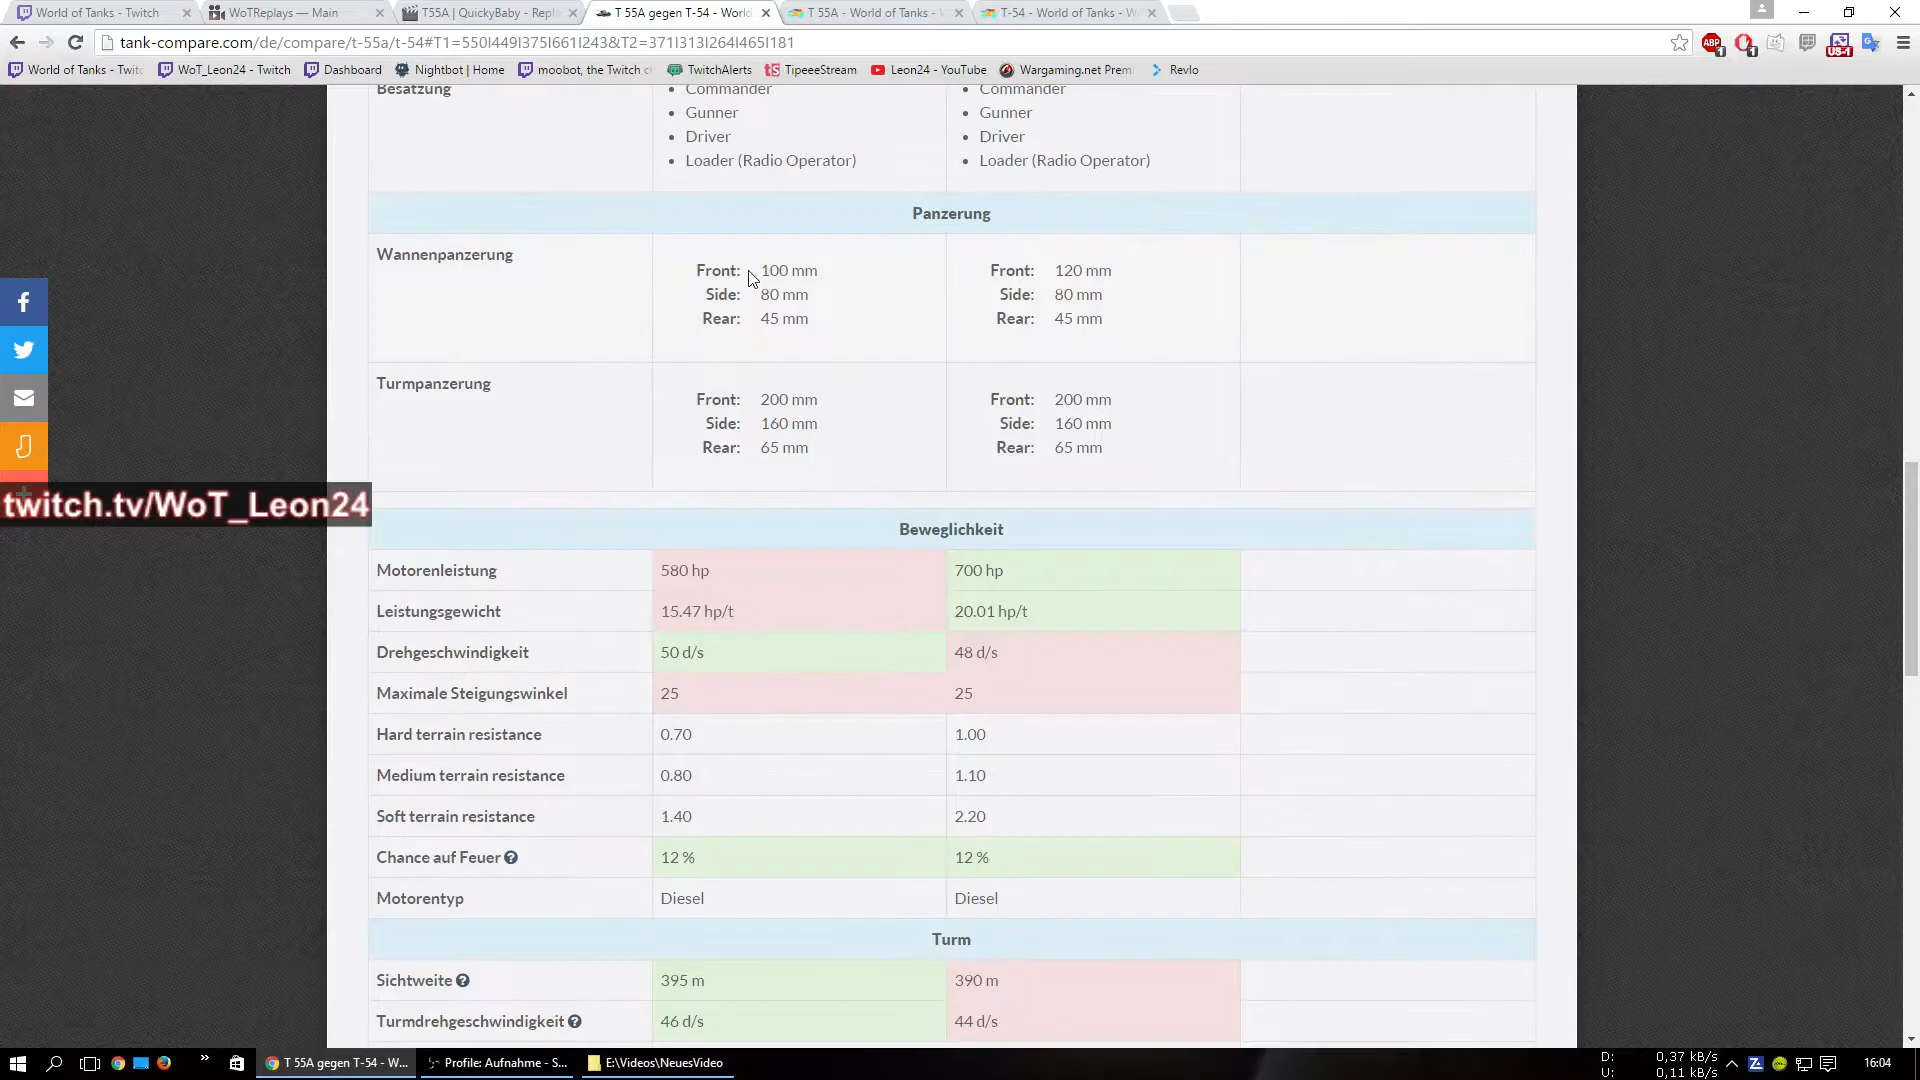 World of Tanks - Twitch
WoTReplays — Main
T55A | QuickyBaby - Repl
T 55A gegen T-54 - World
T 55A - World of Tanks -
T-54 - World of Tanks - W
tank-compare.com/de/compare/t-55a/t-54#T1=550l449l375l661l243&T2=371l313l264l465l181
World of Tanks - Twitc
WoT_Leon24 - Twitch
Dashboard
Nightbot | Home
moobot, the Twitch c
TwitchAlerts
TipeeeStream
Leon24 - YouTube
Wargaming.net Prem
Revlo
Besatzung
Commander
Commander
Gunner
Gunner
Driver
Driver
Loader (Radio Operator)
Loader (Radio Operator)
Panzerung
Wannenpanzerung
Front: 100 mm
Front: 120 mm
Side: 80 mm
Side: 80 mm
Rear: 45 mm
Rear: 45 mm
Turmpanzerung
Front: 200 mm
Front: 200 mm
Side: 160 mm
Side: 160 mm
Rear: 65 mm
Rear: 65 mm
twitch.tv/WoT_Leon24
Beweglichkeit
Motorenleistung 580 hp 700 hp
Leistungsgewicht 15.47 hp/t 20.01 hp/t
Drehgeschwindigkeit 50 d/s 48 d/s
Maximale Steigungswinkel 25 25
Hard terrain resistance 0.70 1.00
Medium terrain resistance 0.80 1.10
Soft terrain resistance 1.40 2.20
Chance auf Feuer 12 % 12 %
Motorentyp Diesel Diesel
Turm
Sichtweite 395 m 390 m
Turmdrehgeschwindigkeit 46 d/s 44 d/s
T 55A gegen T-54 - W...
Profile: Aufnahme - S...
E:\Videos\NeuesVideo
D: 0,37 kB/s
U: 0,11 kB/s
16:04